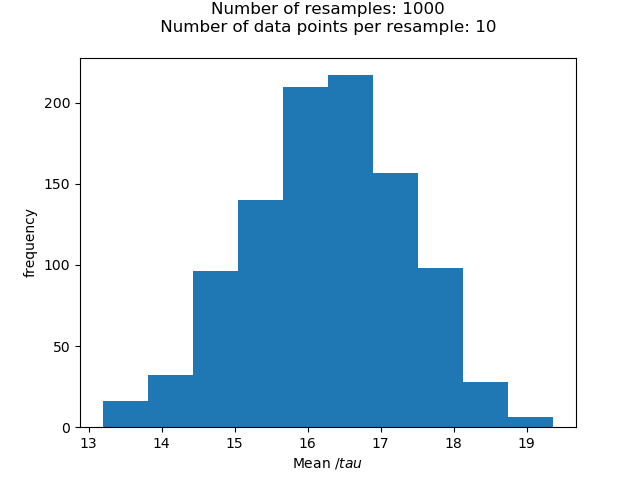 Number of resamples: 1000
Number of data points per resample: 10
200
150
100
50
0
frequency
13 14 15 16 17 18 19
Mean /tau